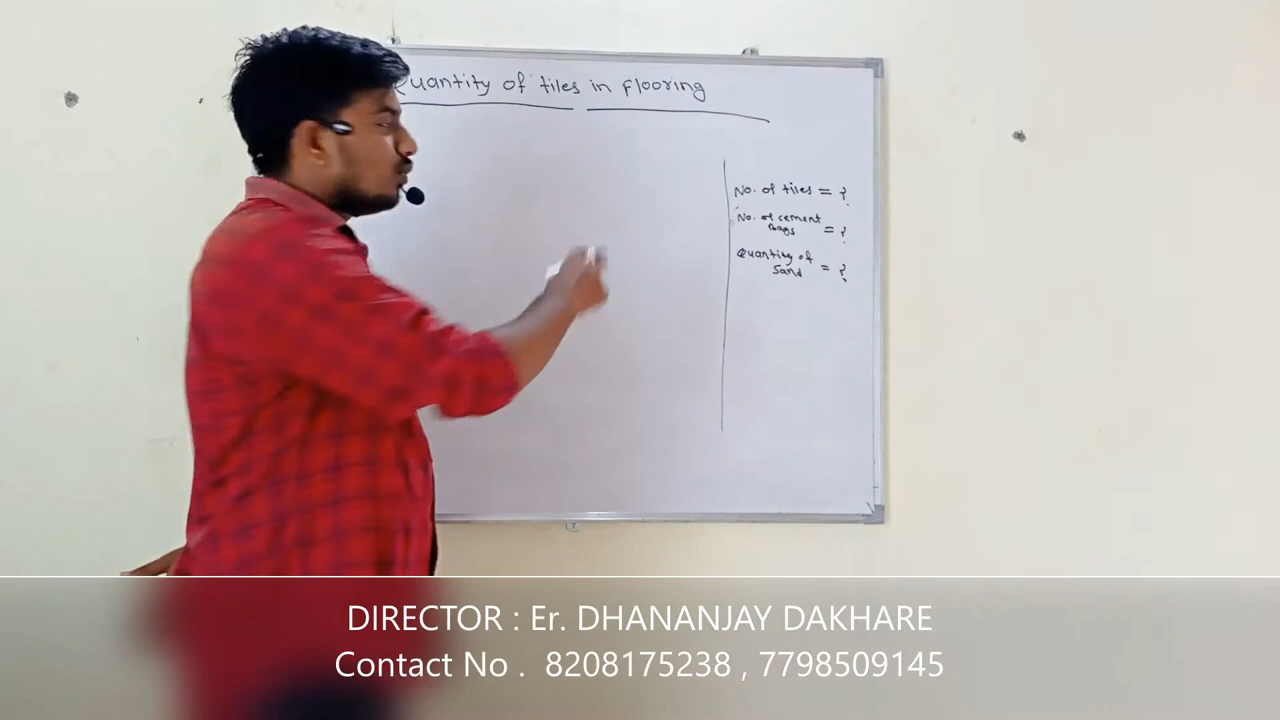 Quantity of tiles in flooring
No. of tiles = ?
No. of cement
Bags = ?
Quantity of
Sand = ?
DIRECTOR : Er. DHANANJAY DAKHARE
Contact No . 8208175238 , 7798509145